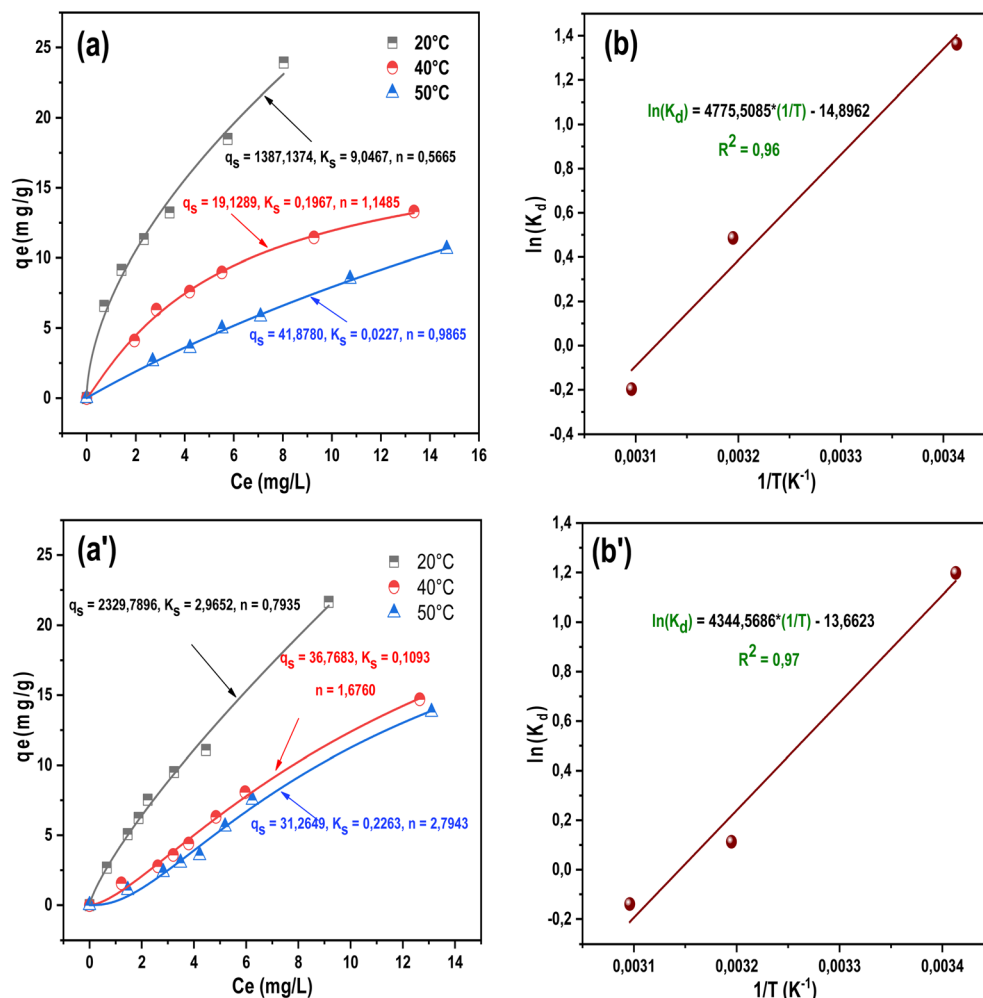 (a)
20°C
40°C
50°C
qs = 1387,1374, Ks = 9,0467, n = 0,5665
qs = 19,1289, Ks = 0,1967, n = 1,1485
qs = 41,8780, Ks = 0,0227, n = 0,9865
25
20
15
10
5
0
qe(mg/g)
0 2 4 6 8 10 12 14 16
Ce (mg/L)
(b)
ln(Kd) = 4775,5085*(1/T) - 14,8962
R2 = 0,96
1,4
1,2
1,0
0,8
0,6
0,4
0,2
0,0
-0,2
-0,4
ln(Kd)
0,0031 0,0032 0,0033 0,0034
1/T(K-1)
(a')
20°C
40°C
50°C
qs = 2329,7896, Ks = 2,9652, n = 0,7935
qs = 36,7683, Ks = 0,1093
n = 1,6760
qs = 31,2649, Ks = 0,2263, n = 2,7943
25
20
15
10
5
0
qe(mg/g)
0 2 4 6 8 10 12 14
Ce (mg/L)
(b')
ln(Kd) = 4344,5686*(1/T) - 13,6623
R2 = 0,97
1,4
1,2
1,0
0,8
0,6
0,4
0,2
0,0
-0,2
ln(Kd)
0,0031 0,0032 0,0033 0,0034
1/T (K-1)